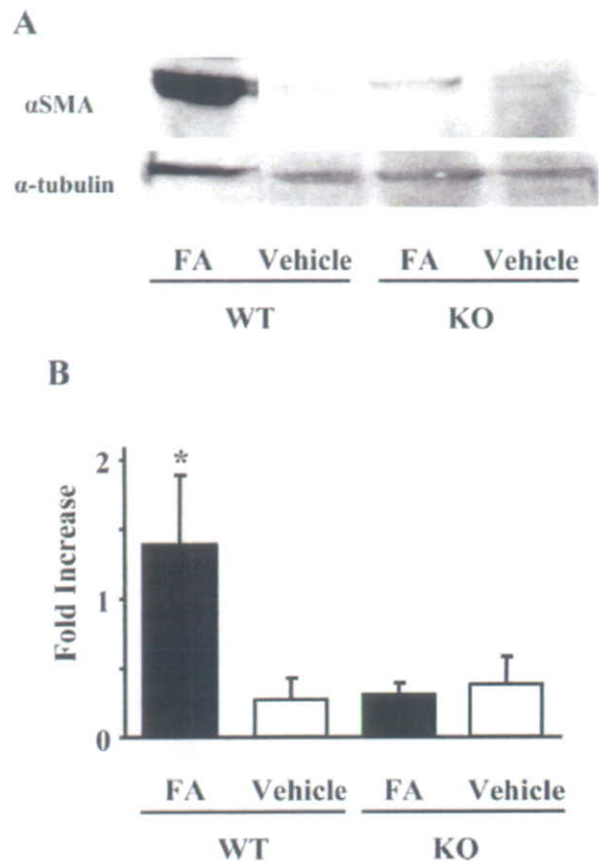 A
αSMA
α-tubulin
FA Vehicle FA Vehicle
WT KO
B
2
*
1
0
Fold Increase
FA Vehicle FA Vehicle
WT KO